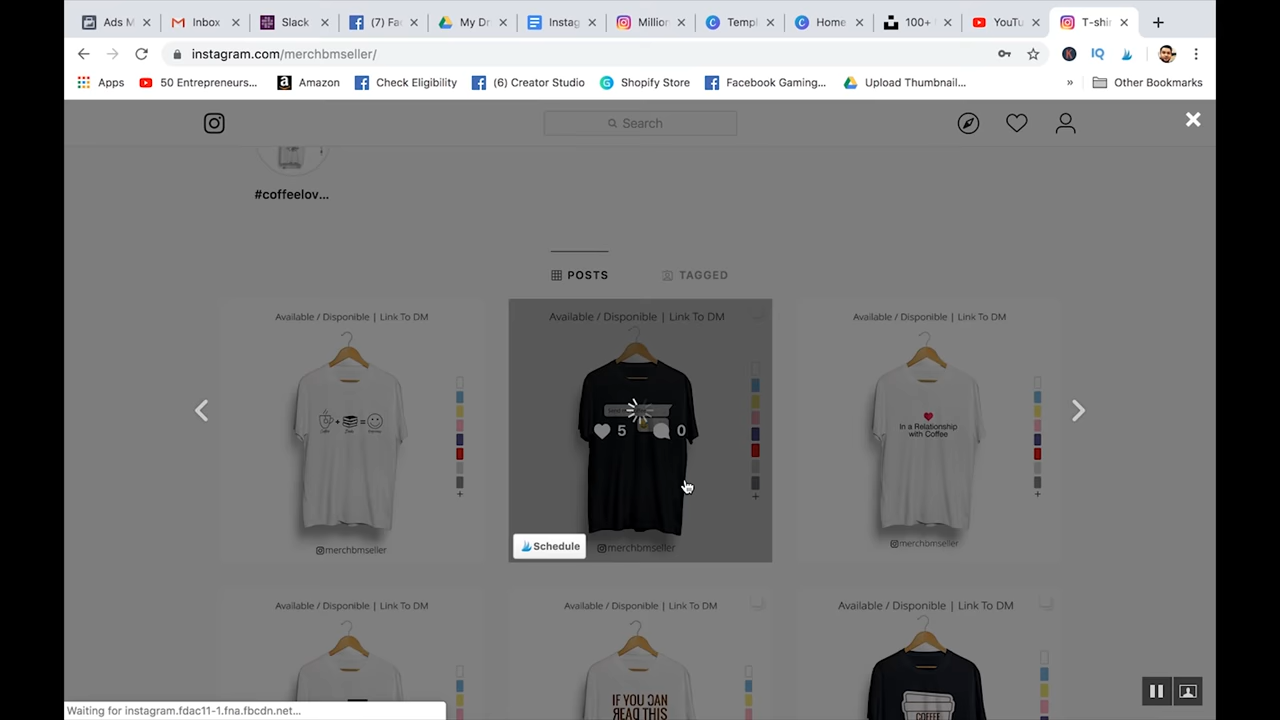 Ads M
Inbox
Slack
(7) Fa
My Dr
Instag
Million
Templ
Home
100+
YouTu
T-shir
instagram.com/merchbmseller/
IQ
Apps
50 Entrepreneurs...
Amazon
Check Eligibility
(6) Creator Studio
Shopify Store
Facebook Gaming...
Upload Thumbnail...
»
Other Bookmarks
Search
#coffeelov...
POSTS
TAGGED
Available / Disponible | Link To DM
Available / Disponible | Link To DM
Available / Disponible | Link To DM
In a Relationship
with Coffee
5
0
Schedule
merchbmseller
merchbmseller
merchbmseller
Available / Disponible | Link To DM
Available / Disponible | Link To DM
Available / Disponible | Link To DM
IF YOU CAN
READ THIS
COFFEE
Waiting for instagram.fdac11-1.fna.fbcdn.net...